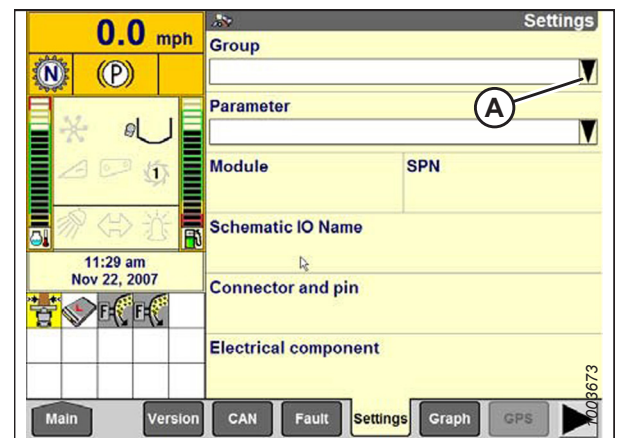 0.0 mph
N (P)
1
11:29 am
Nov 22, 2007
L F F
Settings
Group
A
Parameter
Module SPN
Schematic IO Name
Connector and pin
Electrical component
1003673
Main Version CAN Fault Settings Graph GPS